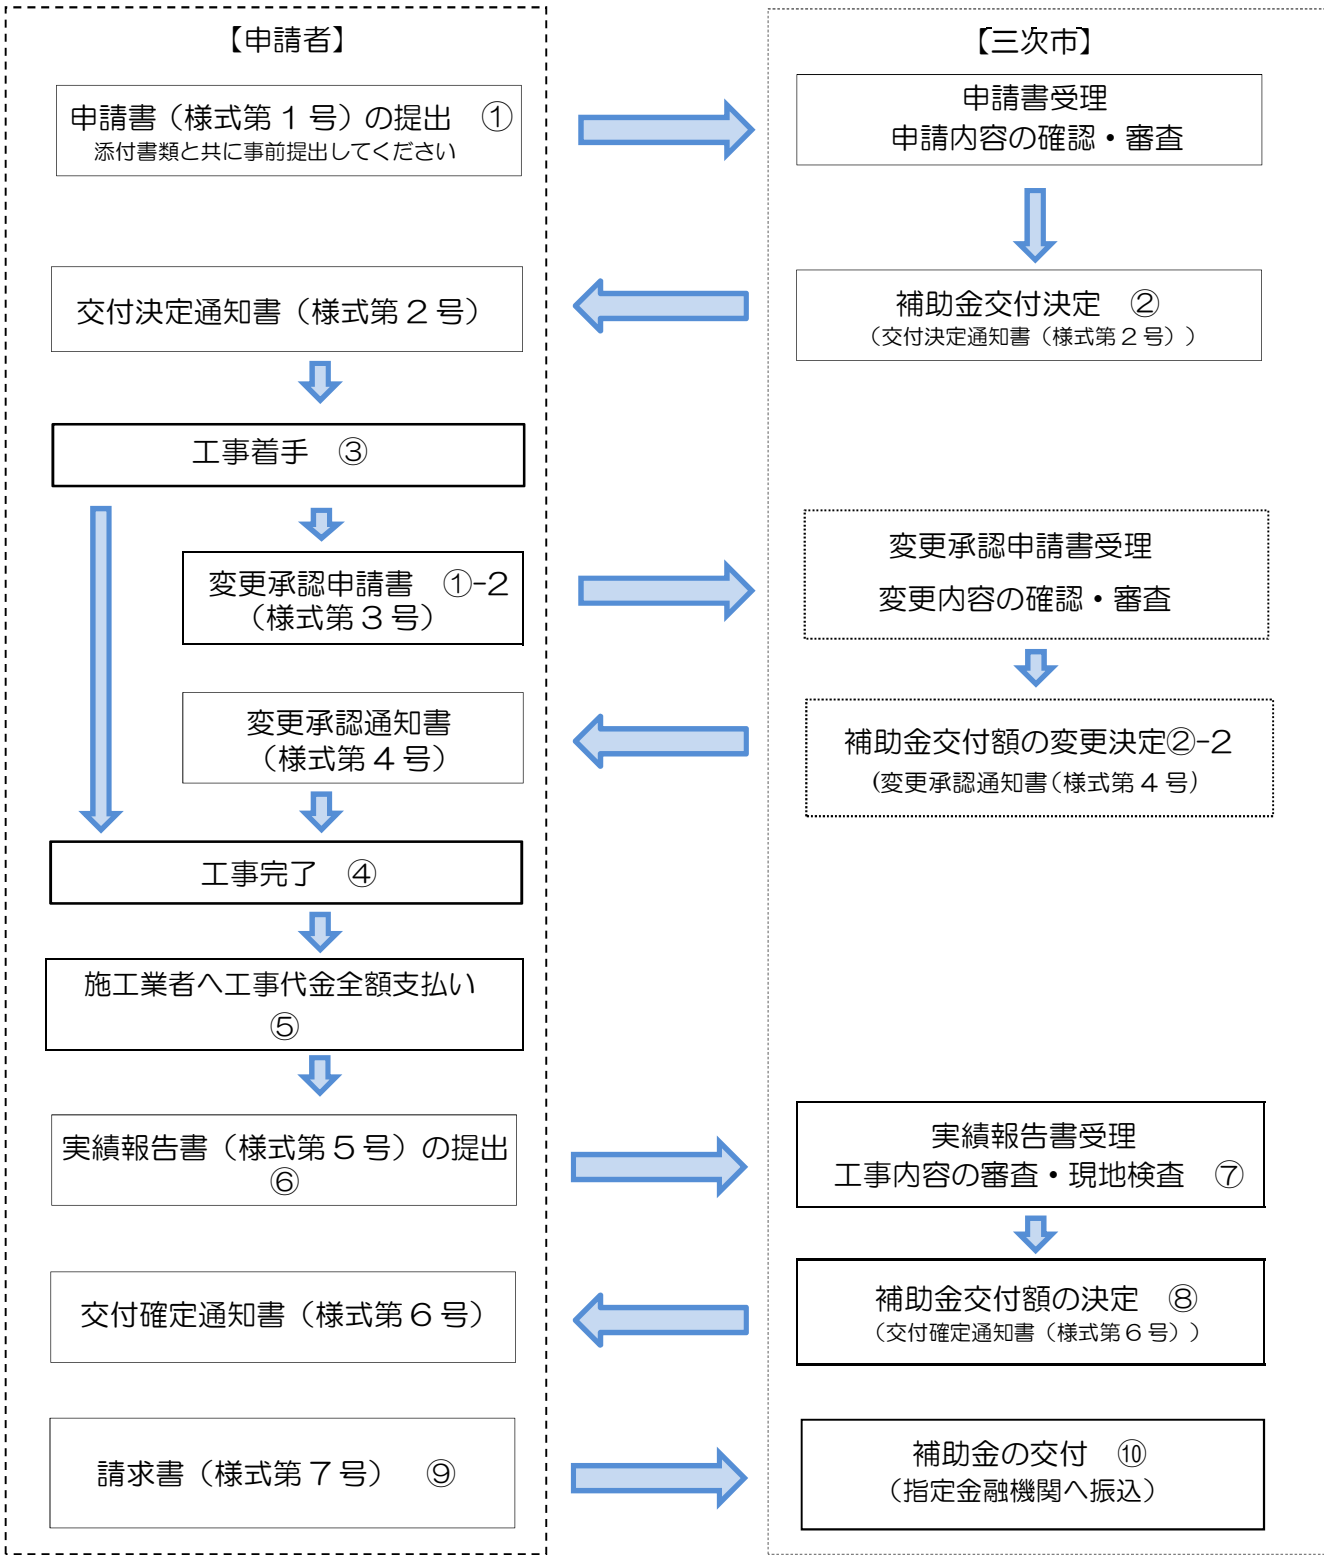 【申請者】
【三次市】
申請書（様式第１号）の提出　①
添付書類と共に事前提出してください
申請書受理
申請内容の確認・審査
交付決定通知書（様式第２号）
補助金交付決定　②
（交付決定通知書（様式第２号））
工事着手　③
変更承認申請書　①-２
（様式第３号）
変更承認申請書受理
変更内容の確認・審査
変更承認通知書
（様式第４号）
補助金交付額の変更決定②-２
(変更承認通知書（様式第４号）
工事完了　④
施工業者へ工事代金全額支払い
⑤
実績報告書（様式第５号）の提出
⑥
実績報告書受理
工事内容の審査・現地検査　⑦
交付確定通知書（様式第６号）
補助金交付額の決定　⑧
（交付確定通知書（様式第６号））
請求書（様式第７号）　⑨
補助金の交付　⑩
（指定金融機関へ振込）